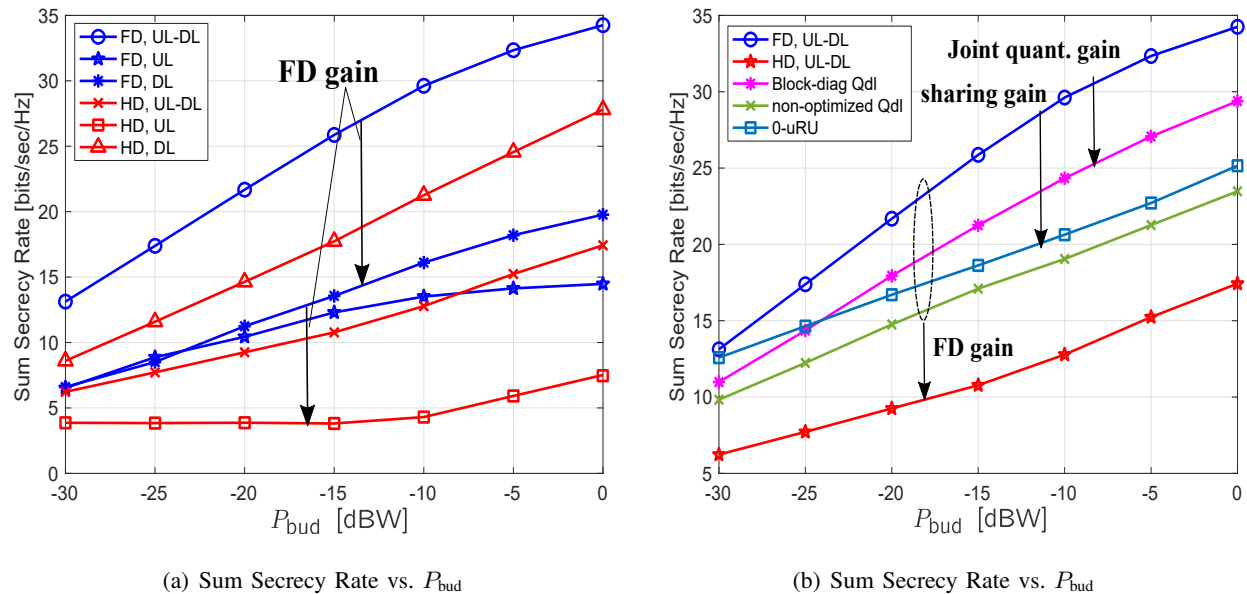 35
30
25
20
15
10
5
0
Sum Secrecy Rate [bits/sec/Hz]
FD, UL-DL
FD, UL
FD, DL
HD, UL-DL
HD, UL
HD, DL
FD gain
-30
-25
-20
-15
-10
-5
0
P_bud [dBW]
(a) Sum Secrecy Rate vs. P_bud
35
30
25
20
15
10
5
Sum Secrecy Rate [bits/sec/Hz]
FD, UL-DL
HD, UL-DL
Block-diag Qdl
non-optimized Qdl
0-uRU
Joint quant. gain
sharing gain
FD gain
-30
-25
-20
-15
-10
-5
0
P_bud [dBW]
(b) Sum Secrecy Rate vs. P_bud